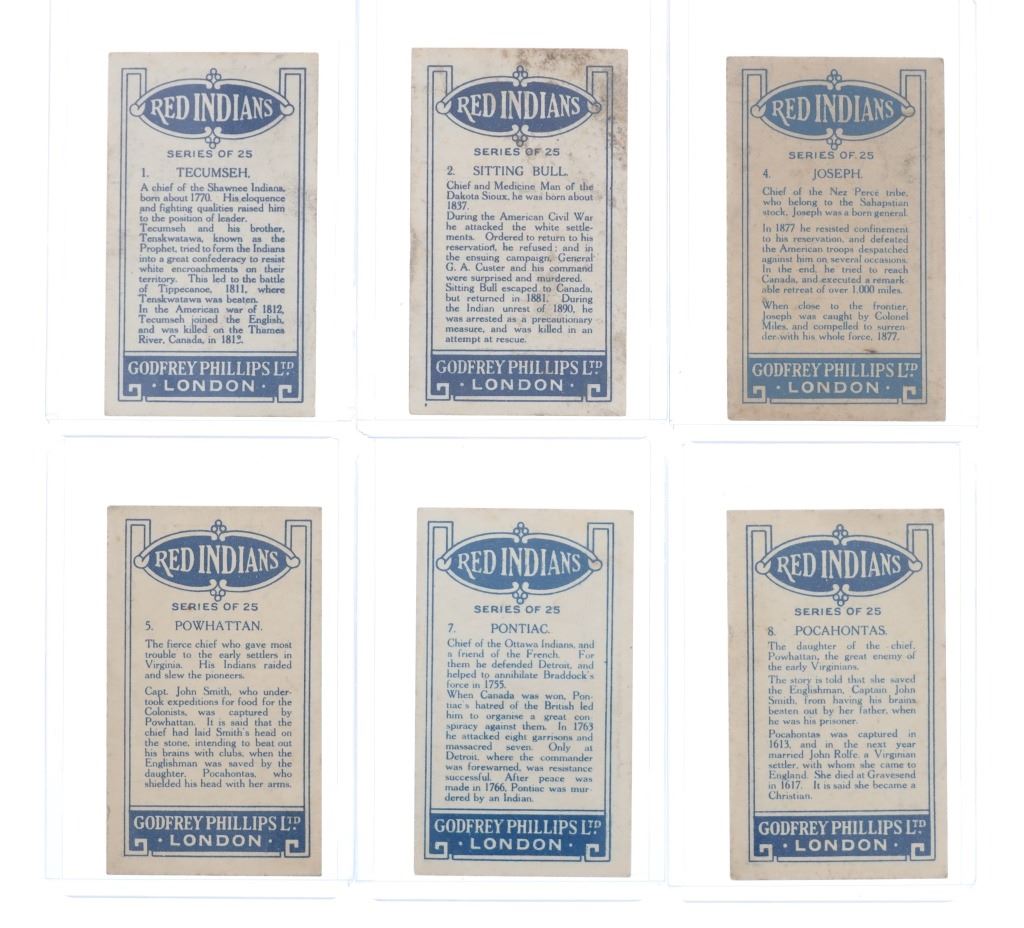 RED INDIANS
SERIES OF 25
1. TECUMSEH.
A chief of the Shawnee Indians,
born about 1770. His eloquence
and fighting qualities raised him
to the position of leader.
Tecumseh and his brother,
Tenskwatawa, known as the
Prophet, tried to form the Indians
into a great confederacy to resist
white encroachments on their
territory. This led to the battle
of Tippecanoe, 1811, where
Tenskwatawa was beaten.
In the American war of 1812,
Tecumseh joined the English,
and was killed on the Thames
River, Canada, in
GODFREY PHILLIPS LTD
· LONDON ·
RED INDIANS
SERIES OF 25
2. SITTING BULL.
Chief and Medicine Man of the
Dakota Sioux, he was born about
1837.
During the American Civil War
he attacked the white settle-
ments. Ordered to return to his
reservation, he refused; and in
the ensuing campaign, General
G. A. Custer and his command
were surprised and murdered.
Sitting Bull escaped to Canada,
but returned in 1881. During
the Indian unrest of 1890, he
was arrested as a precautionary
measure, and was killed in an
attempt at rescue.
GODFREY PHILLIPS LTD
· LONDON ·
RED INDIANS
SERIES OF 25
4. JOSEPH.
Chief of the Nez Percé tribe,
who belong to the Sahapstian
stock, Joseph was a born general.
In 1877 he resisted confinement
to his reservation, and defeated
the American troops despatched
against him on several occasions.
In the end, he tried to reach
Canada, and executed a remark-
able retreat of over 1,000 miles.
When close to the frontier,
Joseph was caught by Colonel
Miles, and compelled to surren-
der with his whole force, 1877.
GODFREY PHILLIPS LTD
· LONDON ·
RED INDIANS
SERIES OF 25
5. POWHATTAN.
The fierce chief who gave most
trouble to the early settlers in
Virginia. His Indians raided
and slew the pioneers.
Capt. John Smith, who under-
took expeditions for food for the
Colonists, was captured by
Powhattan. It is said that the
chief had laid Smith's head on
the stone, intending to beat out
his brains with clubs, when the
Englishman was saved by the
daughter, Pocahontas, who
shielded his head with her arms.
GODFREY PHILLIPS LTD
· LONDON ·
RED INDIANS
SERIES OF 25
7. PONTIAC.
Chief of the Ottawa Indians, and
a friend of the French. For
them he defended Detroit, and
helped to annihilate Braddock's
force in 1755.
When Canada was won, Pon-
tiac's hatred of the British led
him to organise a great con-
spiracy against them. In 1763
he attacked eight garrisons and
massacred seven. Only at
Detroit, where the commander
was forewarned, was resistance
successful. After peace was
made in 1766, Pontiac was mur-
dered by an Indian.
GODFREY PHILLIPS LTD
· LONDON ·
RED INDIANS
SERIES OF 25
8. POCAHONTAS.
The daughter of the chief,
Powhattan, the great enemy of
the early Virginians.
The story is told that she saved
the Englishman, Captain John
Smith, from having his brains
beaten out by her father, when
he was his prisoner.
Pocahontas was captured in
1613, and in the next year
married John Rolfe, a Virginian
settler, with whom she came to
England. She died at Gravesend
in 1617. It is said she became a
Christian.
GODFREY PHILLIPS LTD
· LONDON ·